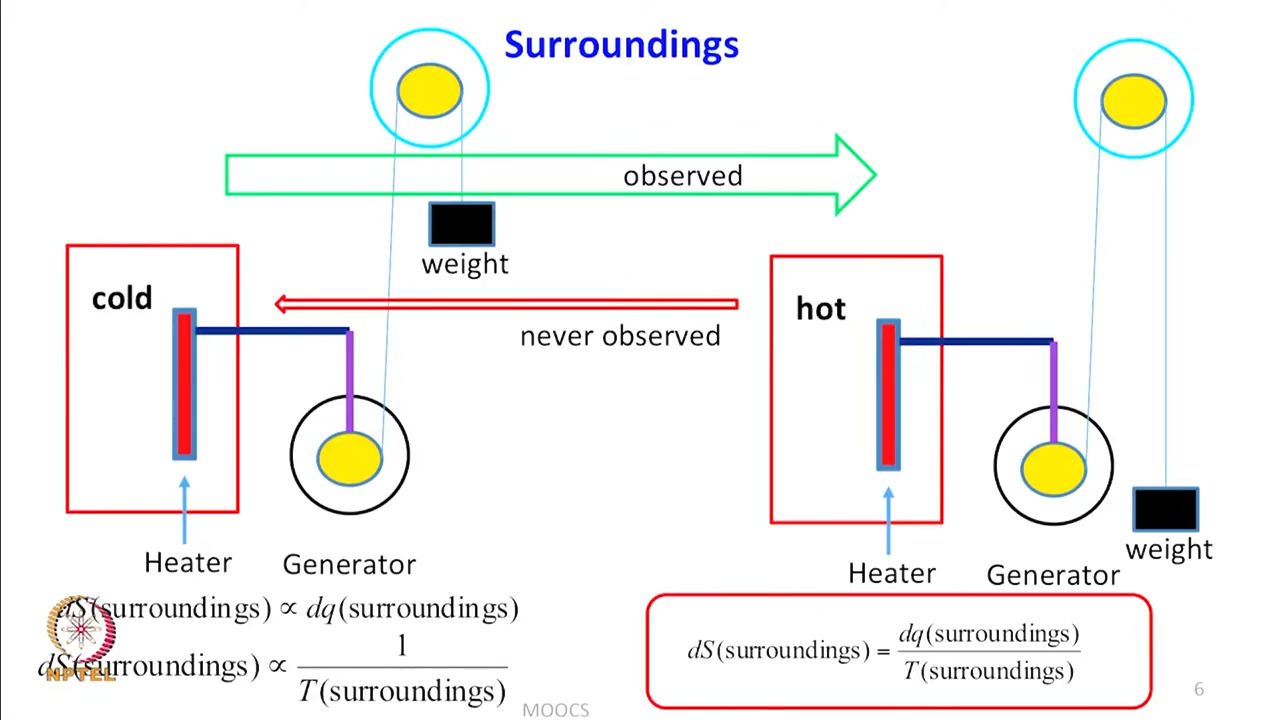 Surroundings
observed
weight
cold
never observed
hot
Heater
Generator
weight
Heater
Generator
dS(surroundings) ∝ dq(surroundings)
dS(surroundings) ∝ 1 / T(surroundings)
dS(surroundings) = dq(surroundings) / T(surroundings)
NPTEL
MOOCS
6